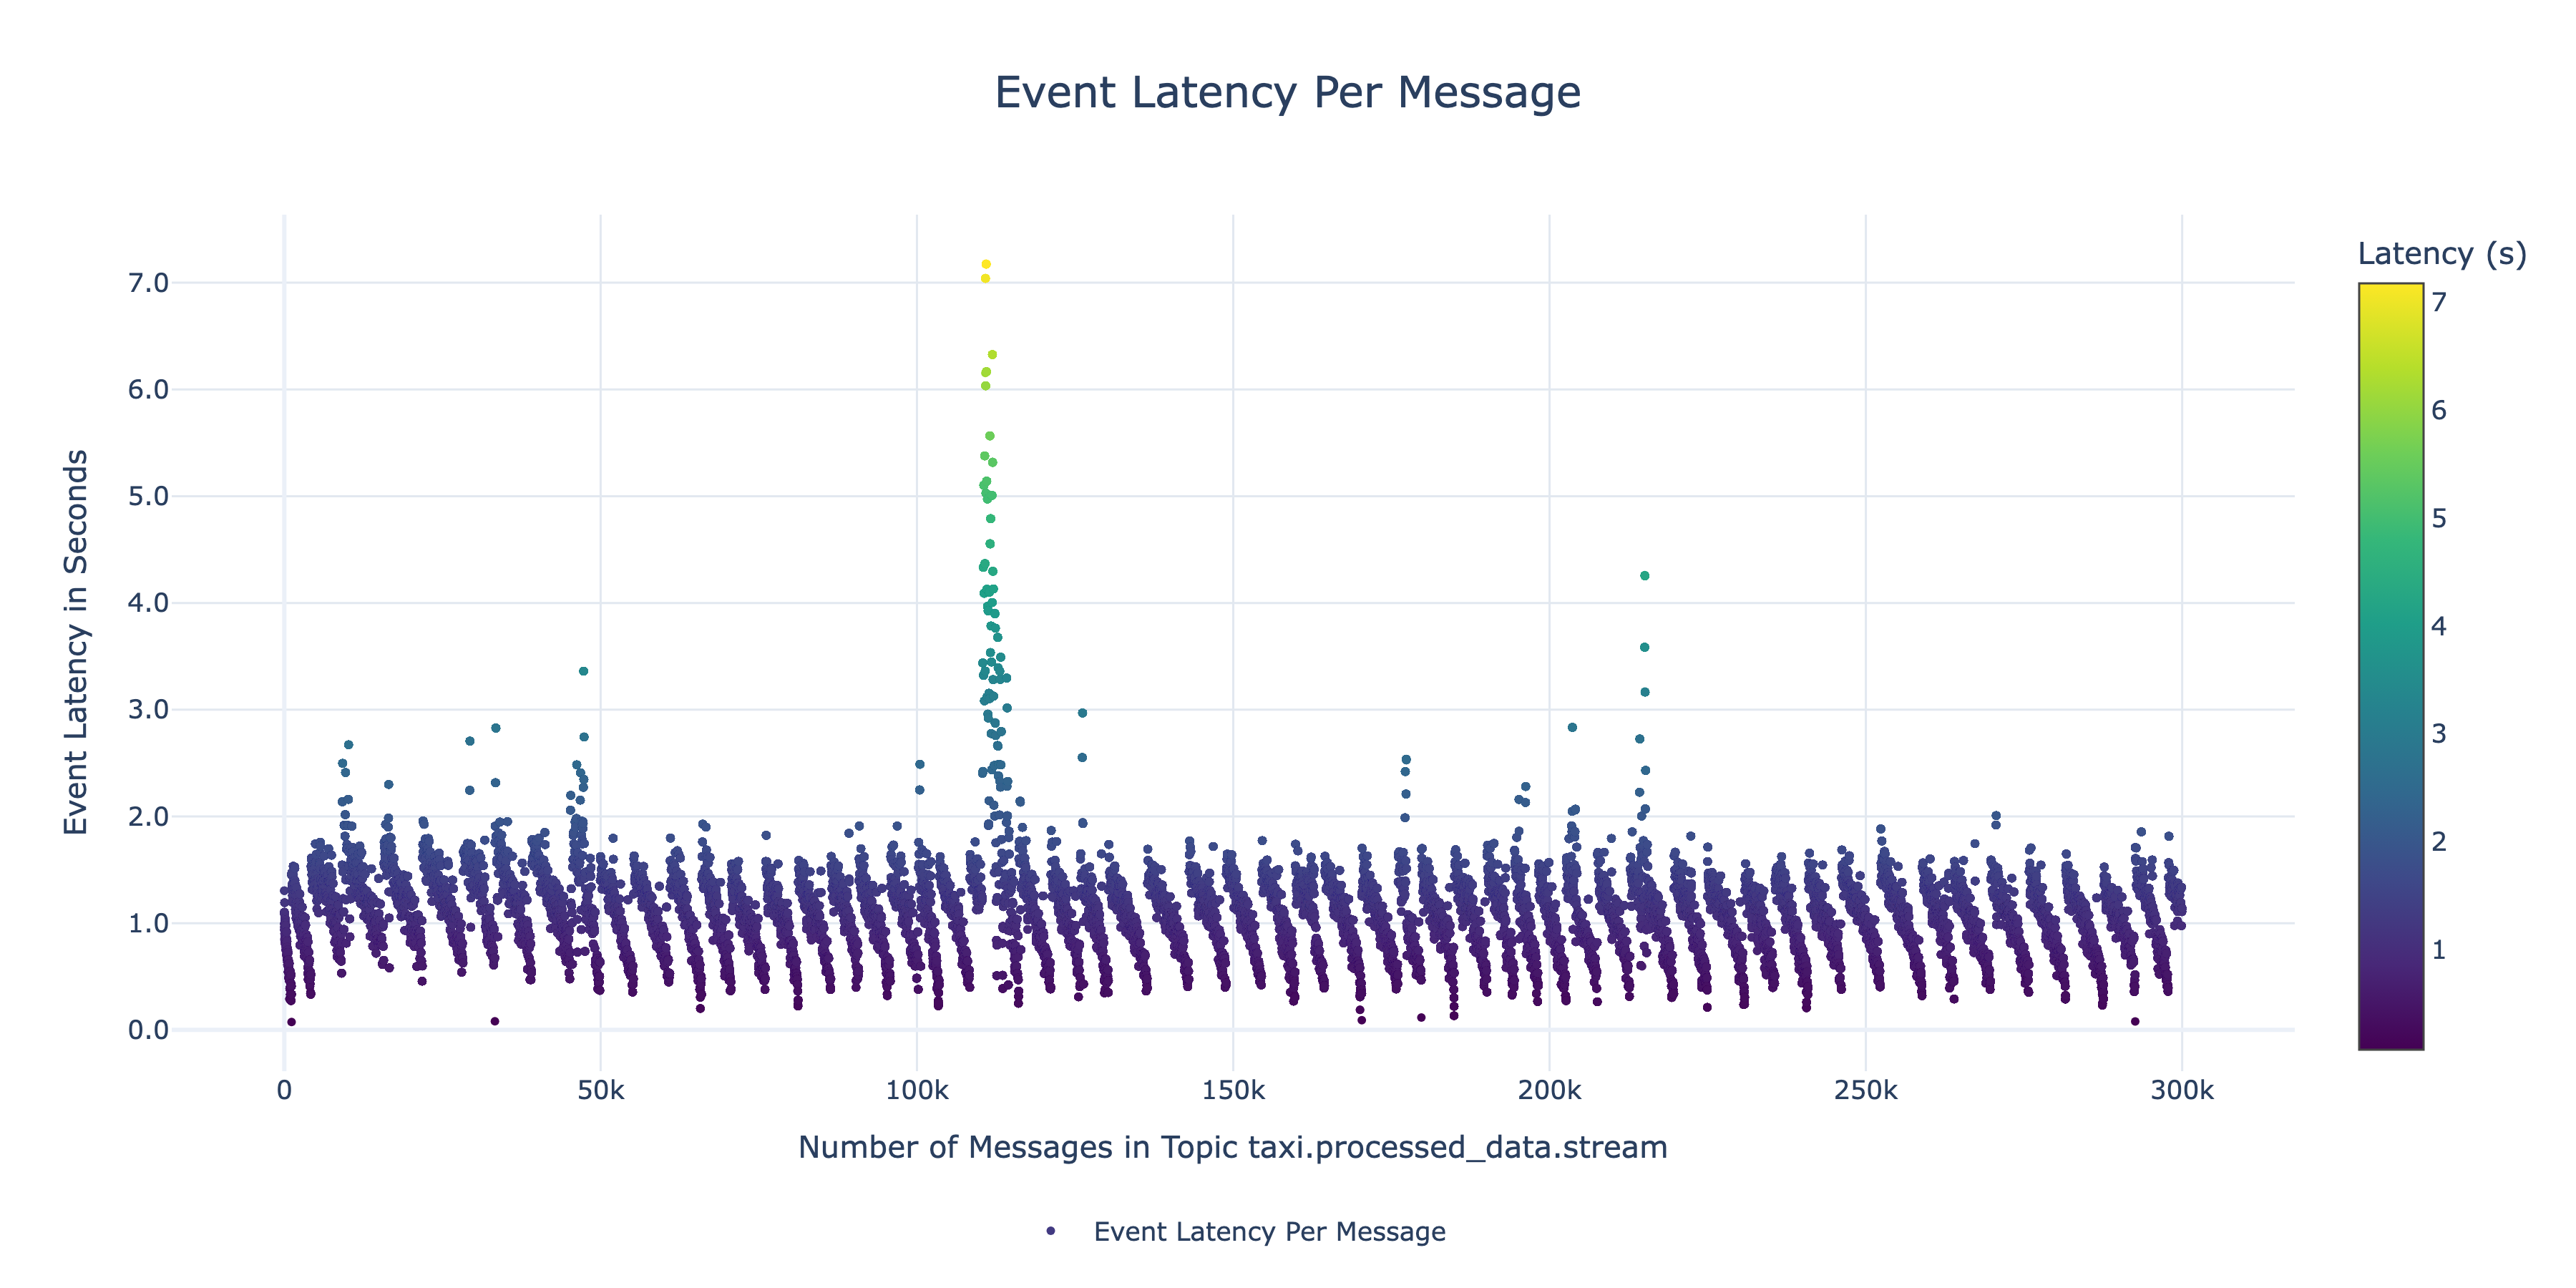 Event Latency Per Message
Latency (s)
7.0
6.0
5.0
4.0
3.0
2.0
1.0
0.0
Event Latency in Seconds
7
6
5
4
3
2
1
0
50k
100k
150k
200k
250k
300k
Number of Messages in Topic taxi.processed_data.stream
Event Latency Per Message